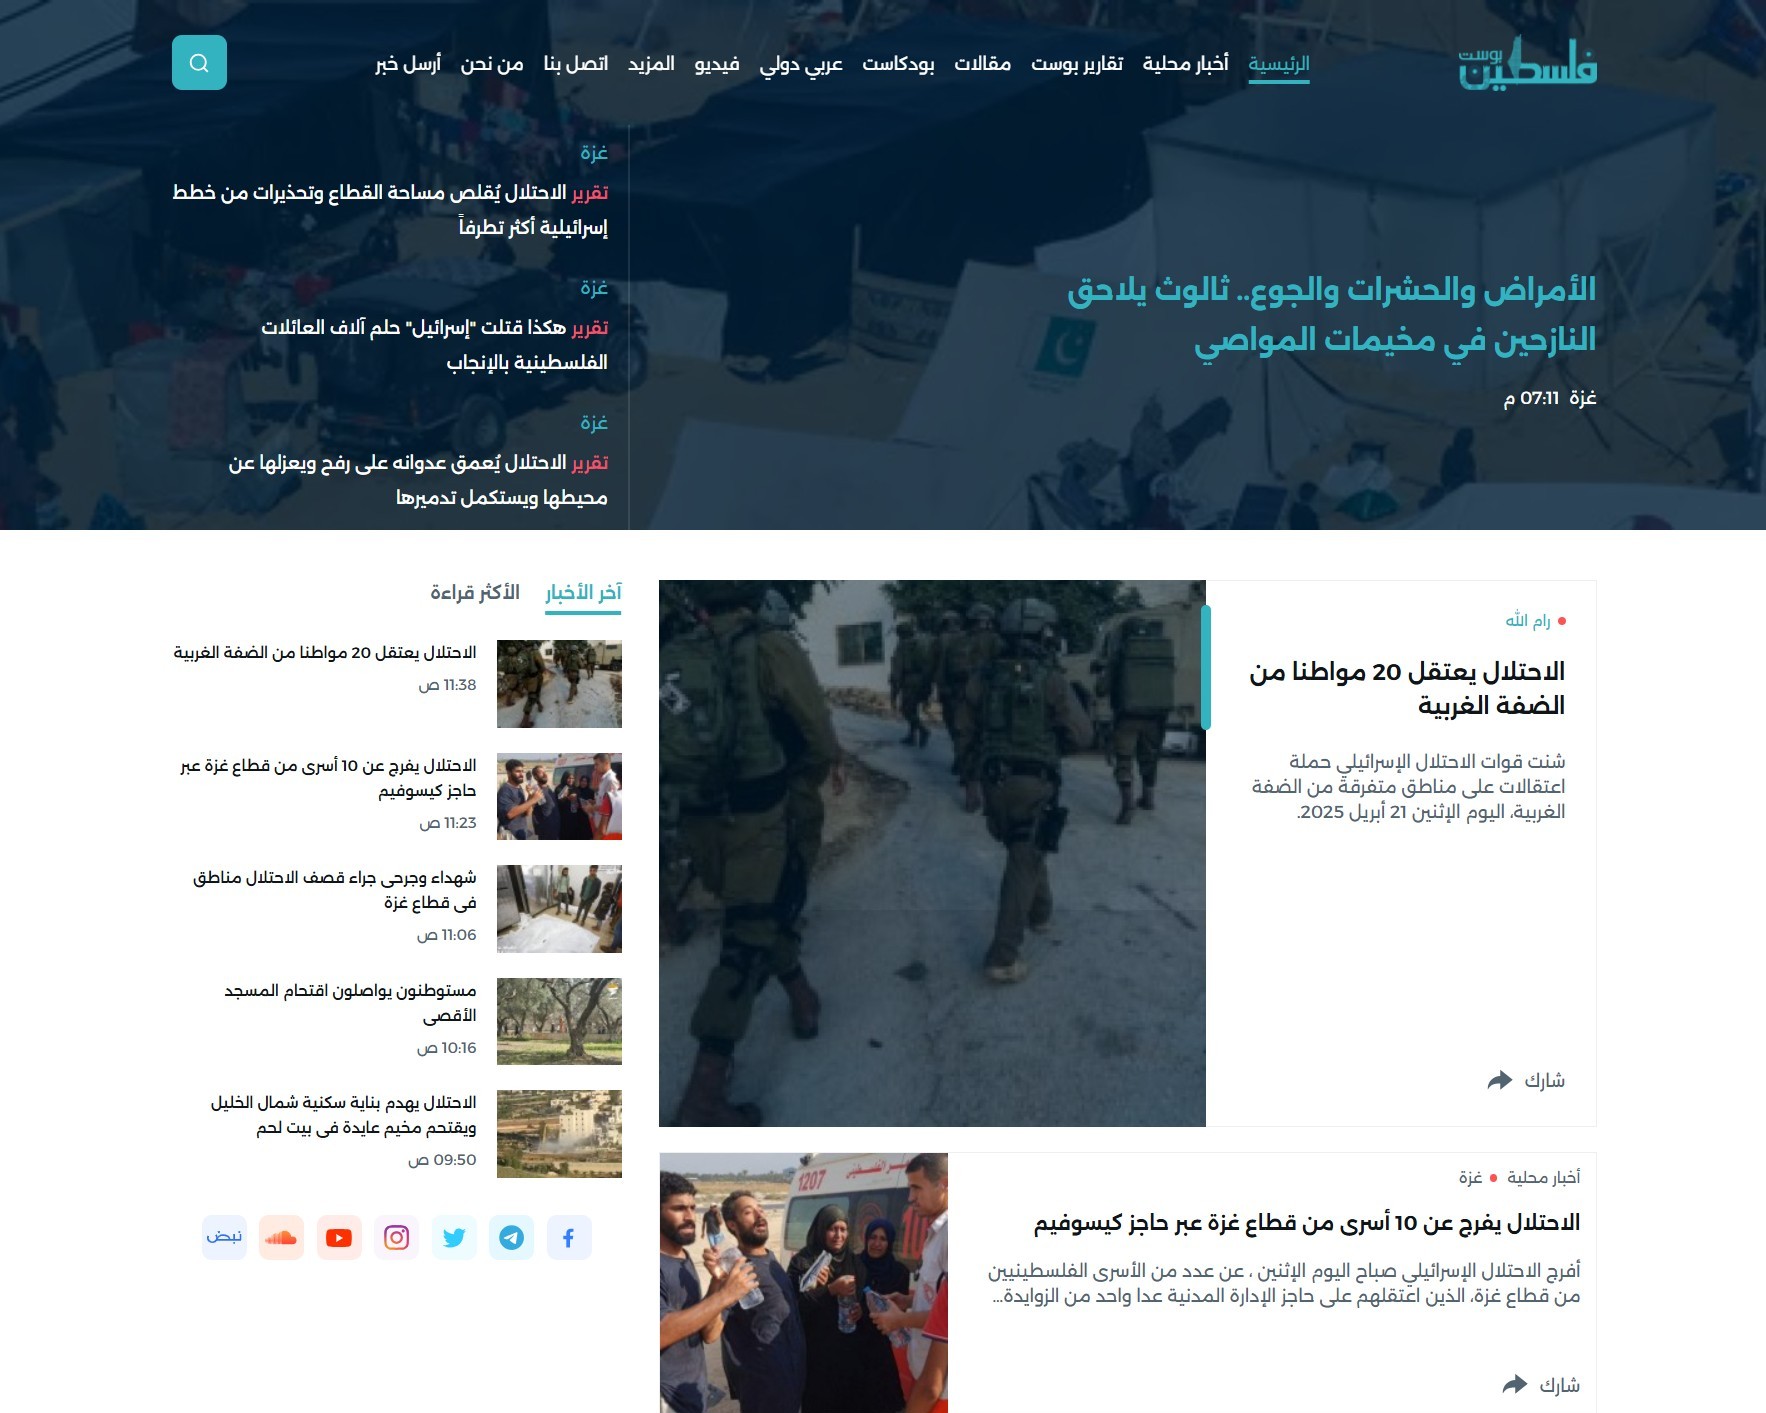 فلسطين بوست
الرئيسية
أخبار محلية
تقارير بوست
مقالات
بودكاست
عربي دولي
فيديو
المزيد
اتصل بنا
من نحن
أرسل خبر
الأمراض والحشرات والجوع.. ثالوث يلاحق
النازحين في مخيمات المواصي
غزة 07:11 م
غزة
تقرير الاحتلال يُقلص مساحة القطاع وتحذيرات من خطط
إسرائيلية أكثر تطرفاً
غزة
تقرير هكذا قتلت "إسرائيل" حلم آلاف العائلات
الفلسطينية بالإنجاب
غزة
تقرير الاحتلال يُعمق عدوانه على رفح ويعزلها عن
محيطها ويستكمل تدميرها
رام الله
الاحتلال يعتقل 20 مواطنا من
الضفة الغربية
شنت قوات الاحتلال الإسرائيلي حملة
اعتقالات على مناطق متفرقة من الضفة
الغربية، اليوم الإثنين 21 أبريل 2025.
شارك
أخبار محلية • غزة
الاحتلال يفرج عن 10 أسرى من قطاع غزة عبر حاجز كيسوفيم
أفرج الاحتلال الإسرائيلي صباح اليوم الإثنين ، عن عدد من الأسرى الفلسطينيين
من قطاع غزة، الذين اعتقلهم على حاجز الإدارة المدنية عدا واحد من الزوايدة...
شارك
1207
آخر الأخبار
الأكثر قراءة
الاحتلال يعتقل 20 مواطنا من الضفة الغربية
11:38 ص
الاحتلال يفرج عن 10 أسرى من قطاع غزة عبر
حاجز كيسوفيم
11:23 ص
شهداء وجرحى جراء قصف الاحتلال مناطق
في قطاع غزة
11:06 ص
مستوطنون يواصلون اقتحام المسجد
الأقصى
10:16 ص
الاحتلال يهدم بناية سكنية شمال الخليل
ويقتحم مخيم عايدة في بيت لحم
09:50 ص
نبض